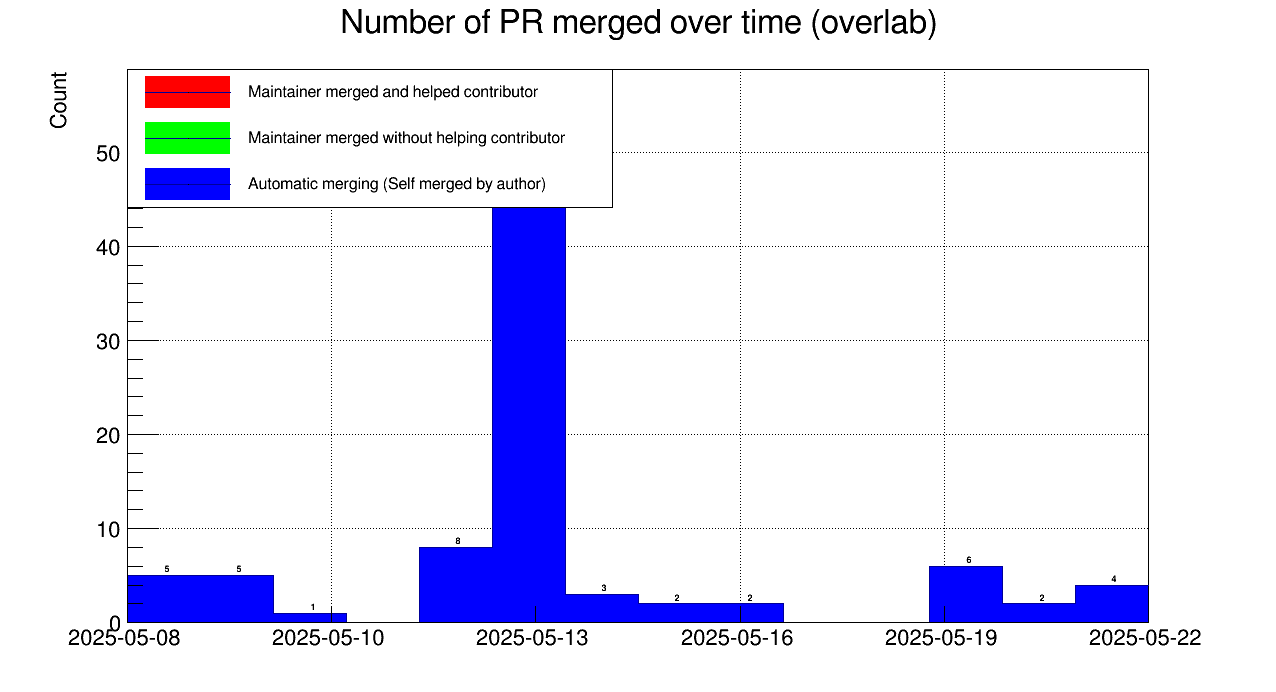 Number of PR merged over time (overlab)
Count
Maintainer merged and helped contributor
Maintainer merged without helping contributor
Automatic merging (Self merged by author)
50
40
30
20
10
0
5 5 1 8 3 2 2 6 2 4
2025-05-08 2025-05-10 2025-05-13 2025-05-16 2025-05-19 2025-05-22